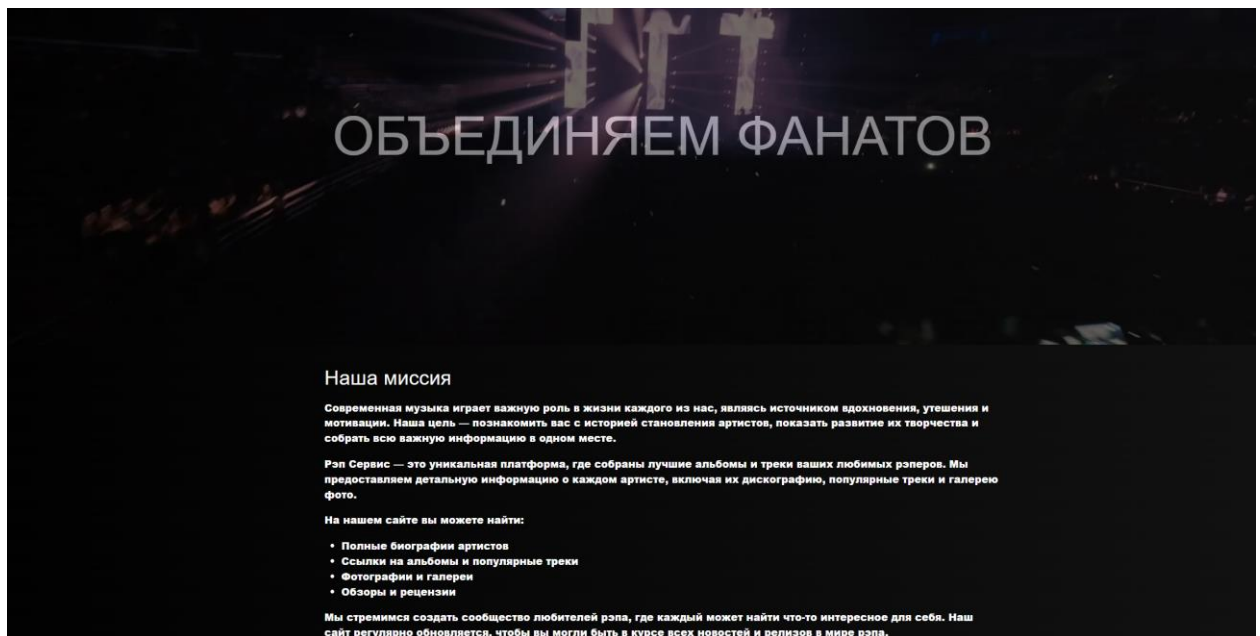 ОБЪЕДИНЯЕМ ФАНАТОВ
Наша миссия
Современная музыка играет важную роль в жизни каждого из нас, являясь источником вдохновения, утешения и
мотивации. Наша цель — познакомить вас с историей становления артистов, показать развитие их творчества и
собрать всю важную информацию в одном месте.
Рэп Сервис — это уникальная платформа, где собраны лучшие альбомы и треки ваших любимых рэперов. Мы
предоставляем детальную информацию о каждом артисте, включая их дискографию, популярные треки и галерею
фото.
На нашем сайте вы можете найти:
• Полные биографии артистов
• Ссылки на альбомы и популярные треки
• Фотографии и галереи
• Обзоры и рецензии
Мы стремимся создать сообщество любителей рэпа, где каждый может найти что-то интересное для себя. Наш
сайт регулярно обновляется, чтобы вы могли быть в курсе всех новостей и релизов в мире рэпа.